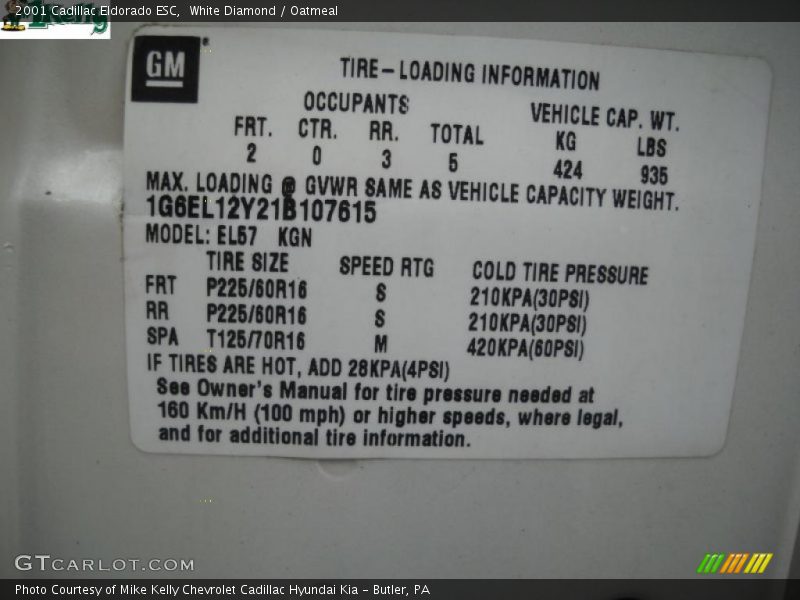 2001 Cadillac Eldorado ESC, White Diamond / Oatmeal
GM
TIRE-LOADING INFORMATION
OCCUPANTS VEHICLE CAP. WT.
FRT. CTR. RR. TOTAL KG LBS
2 0 3 5 424 935
MAX. LOADING @ GVWR SAME AS VEHICLE CAPACITY WEIGHT.
1G6EL12Y21B107615
MODEL: EL57 KGN
TIRE SIZE SPEED RTG COLD TIRE PRESSURE
FRT P225/60R16 S 210KPA(30PSI)
RR P225/60R16 S 210KPA(30PSI)
SPA T125/70R16 M 420KPA(60PSI)
IF TIRES ARE HOT, ADD 28KPA(4PSI)
See Owner's Manual for tire pressure needed at
160 Km/H (100 mph) or higher speeds, where legal,
and for additional tire information.
GTCARLOT.COM
Photo Courtesy of Mike Kelly Chevrolet Cadillac Hyundai Kia - Butler, PA